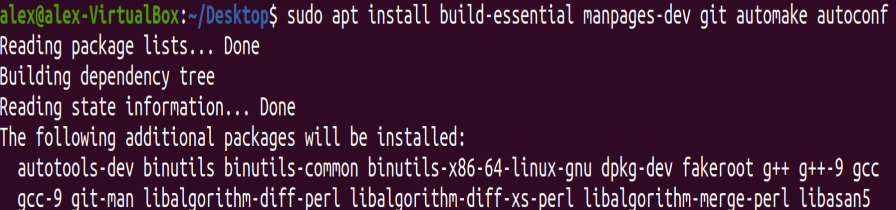 alex@alex-VirtualBox:~/Desktop$ sudo apt install build-essential manpages-dev git automake autoconf
Reading package lists... Done
Building dependency tree
Reading state information... Done
The following additional packages will be installed:
  autotools-dev binutils binutils-common binutils-x86-64-linux-gnu dpkg-dev fakeroot g++ g++-9 gcc
  gcc-9 git-man libalgorithm-diff-perl libalgorithm-diff-xs-perl libalgorithm-merge-perl libasan5